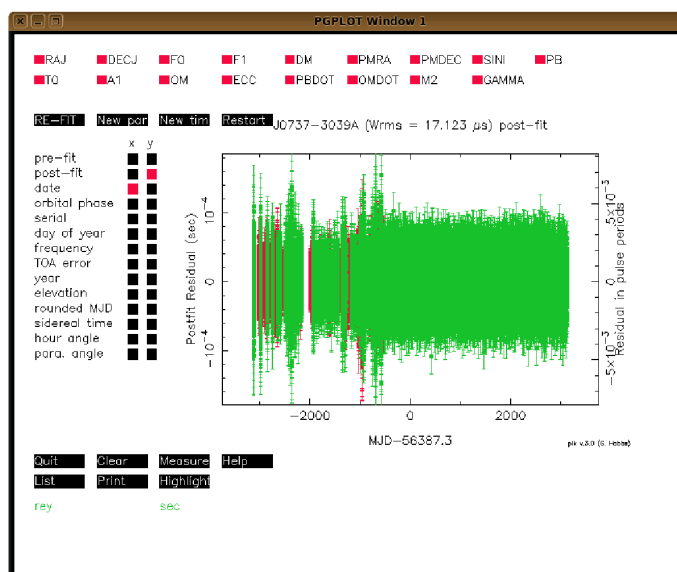 PGPLOT Window 1
RAJ DECJ F0 F1 DM PMRA PMDEC SINI PB
T0 A1 OM ECC PBDOT OMDOT M2 GAMMA
RE-FIT New par New tim Restart
J0737-3039A (Wrms = 17.123 μs) post-fit
x y
pre-fit
post-fit
date
orbital phase
serial
day of year
frequency
TOA error
year
elevation
rounded MJD
sidereal time
hour angle
para. angle
Postfit Residual (sec)
10⁻⁴
0
−10⁻⁴
5×10⁻³
0
−5×10⁻³
Residual in pulse periods
−2000 0 2000
MJD−56387.3
plk v.3.0 (G. Hobbs)
Quit Clear Measure Help
List Print Highlight
rey sec